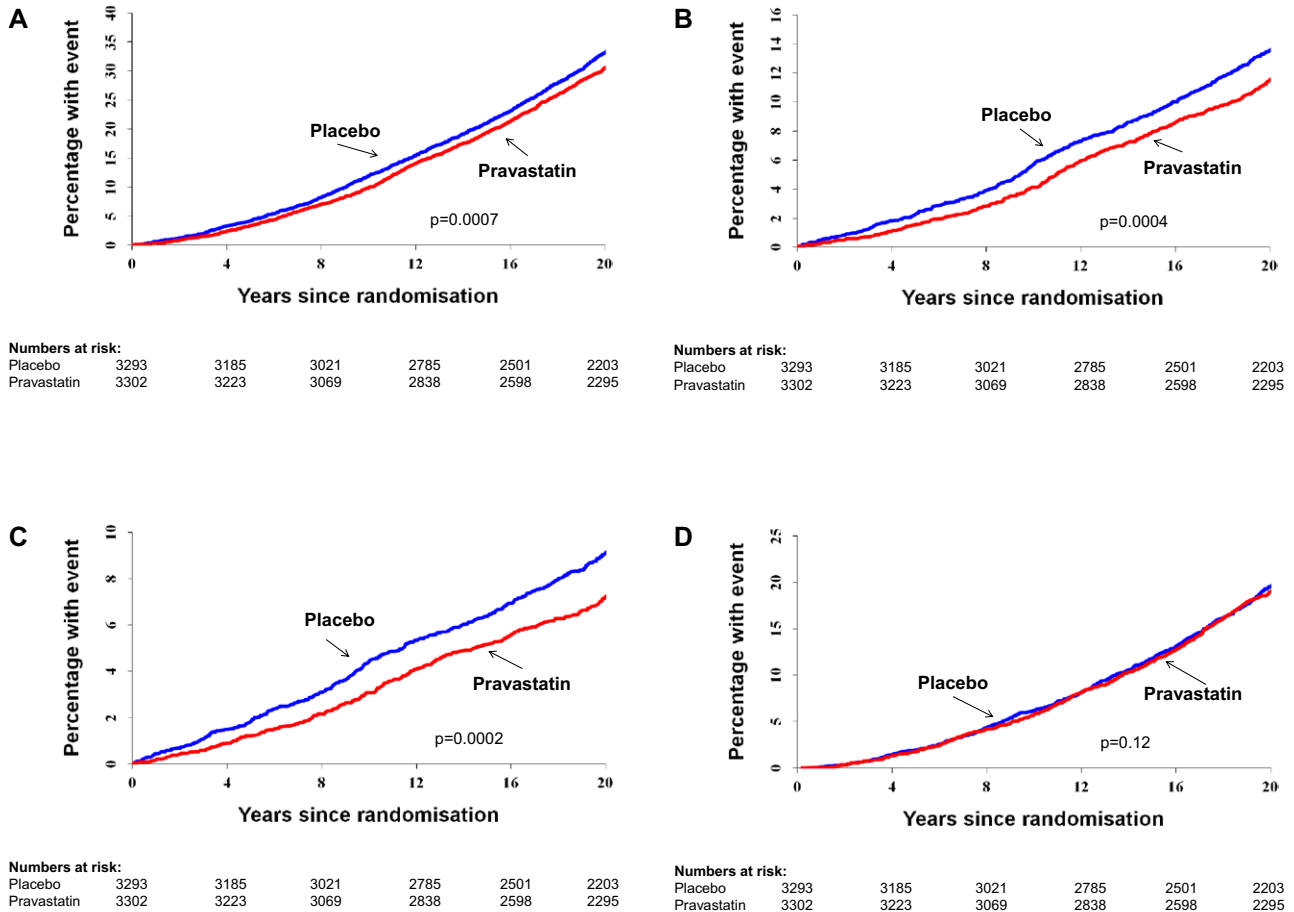 A
Percentage with event
40
35
30
25
20
15
10
5
0
Placebo
Pravastatin
p=0.0007
0 4 8 12 16 20
Years since randomisation
Numbers at risk:
Placebo 3293 3185 3021 2785 2501 2203
Pravastatin 3302 3223 3069 2838 2598 2295
B
Percentage with event
16
14
12
10
8
6
4
2
0
Placebo
Pravastatin
p=0.0004
0 4 8 12 16 20
Years since randomisation
Numbers at risk:
Placebo 3293 3185 3021 2785 2501 2203
Pravastatin 3302 3223 3069 2838 2598 2295
C
Percentage with event
10
8
6
4
2
0
Placebo
Pravastatin
p=0.0002
0 4 8 12 16 20
Years since randomisation
Numbers at risk:
Placebo 3293 3185 3021 2785 2501 2203
Pravastatin 3302 3223 3069 2838 2598 2295
D
Percentage with event
25
20
15
10
5
0
Placebo
Pravastatin
p=0.12
0 4 8 12 16 20
Years since randomisation
Numbers at risk:
Placebo 3293 3185 3021 2785 2501 2203
Pravastatin 3302 3223 3069 2838 2598 2295